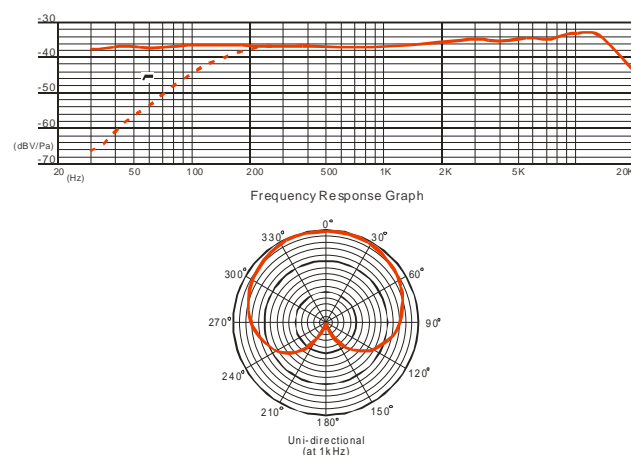 -30
-40
-50
-60
(dBV/Pa)
-70
20 50 100 200 500 1K 2K 5K 10K 20K
(Hz)
Frequency Response Graph
0°
330° 30°
300° 60°
270° 90°
240° 120°
210° 150°
180°
Uni-directional
(at 1kHz)